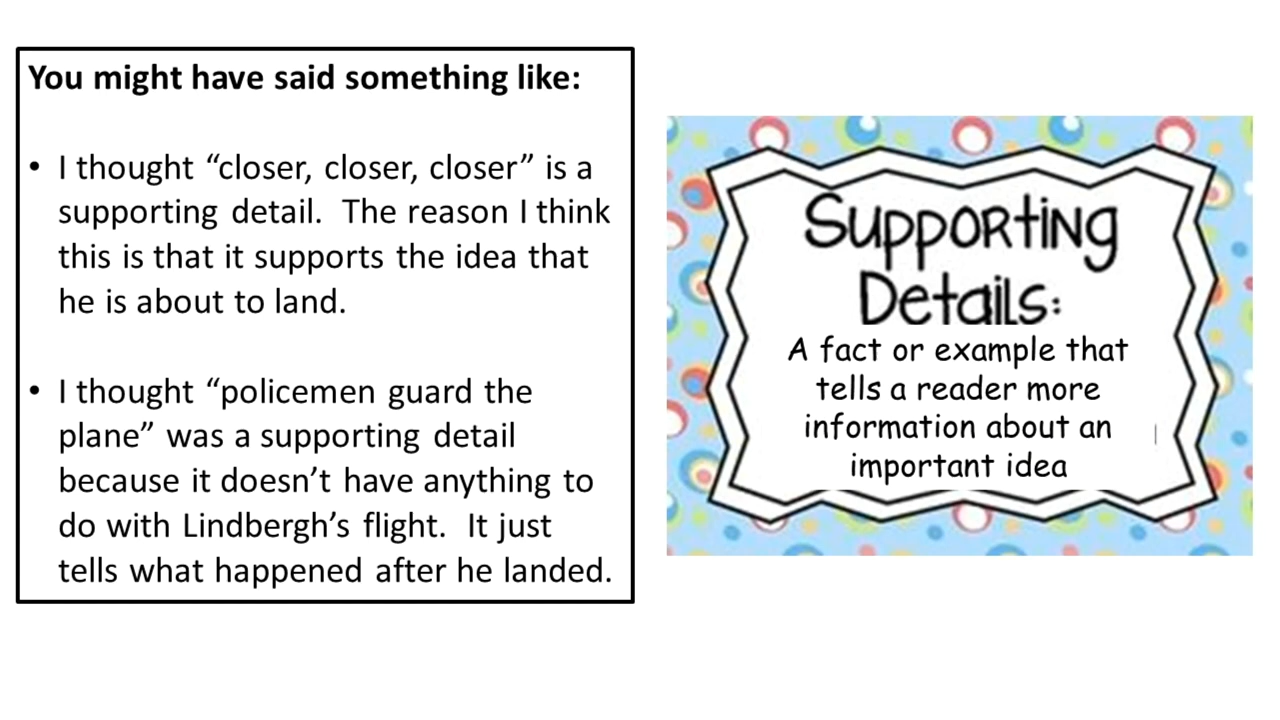 You might have said something like:
• I thought “closer, closer, closer” is a
supporting detail.  The reason I think
this is that it supports the idea that
he is about to land.
• I thought “policemen guard the
plane” was a supporting detail
because it doesn’t have anything to
do with Lindbergh’s flight.  It just
tells what happened after he landed.
Supporting
Details:
A fact or example that
tells a reader more
information about an
important idea